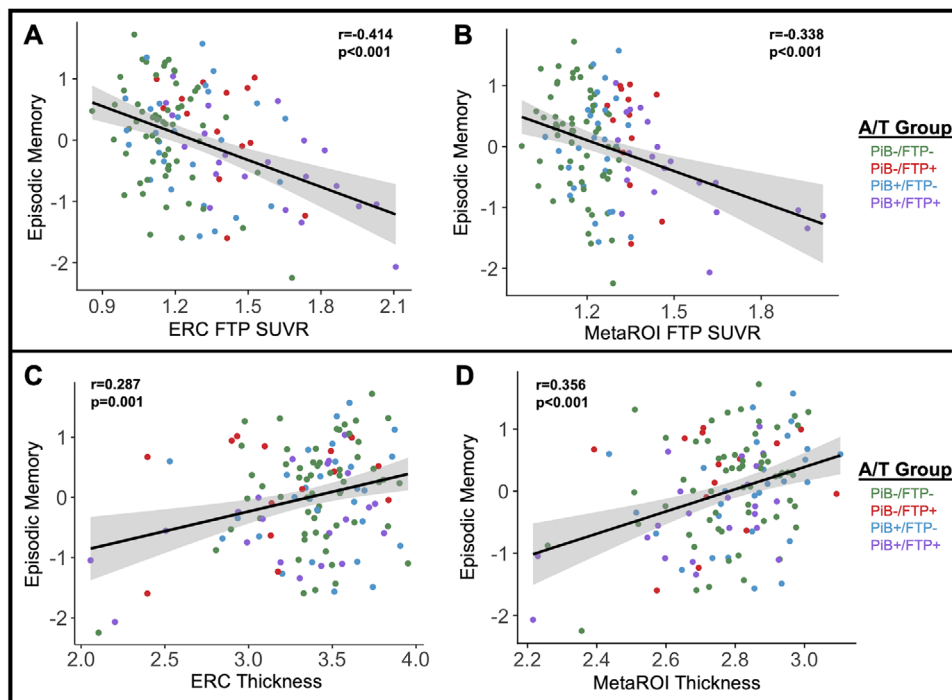 A
r=-0.414
p<0.001
Episodic Memory
1
0
-1
-2
0.9 1.2 1.5 1.8 2.1
ERC FTP SUVR
B
r=-0.338
p<0.001
Episodic Memory
1
0
-1
-2
1.2 1.5 1.8
MetaROI FTP SUVR
A/T Group
PiB-/FTP-
PiB-/FTP+
PiB+/FTP-
PiB+/FTP+
C
r=0.287
p=0.001
Episodic Memory
1
0
-1
-2
2.0 2.5 3.0 3.5 4.0
ERC Thickness
D
r=0.356
p<0.001
Episodic Memory
1
0
-1
-2
2.2 2.4 2.6 2.8 3.0
MetaROI Thickness
A/T Group
PiB-/FTP-
PiB-/FTP+
PiB+/FTP-
PiB+/FTP+